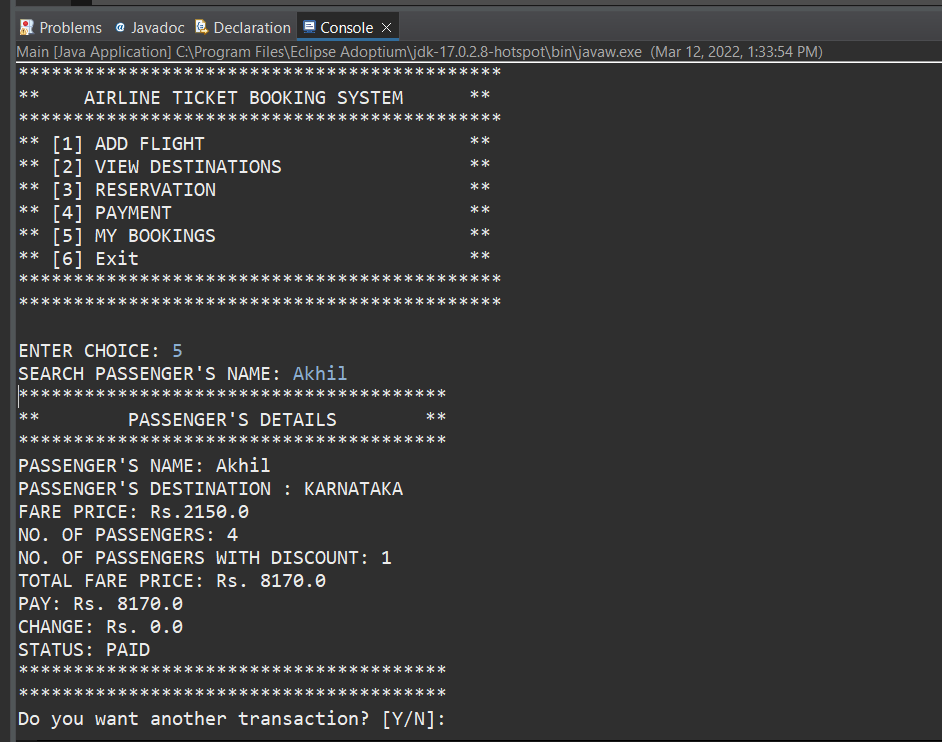 Problems @ Javadoc Declaration Console
Main [Java Application] C:\Program Files\Eclipse Adoptium\jdk-17.0.2.8-hotspot\bin\javaw.exe (Mar 12, 2022, 1:33:54 PM)
********************************************
**    AIRLINE TICKET BOOKING SYSTEM      **
********************************************
** [1] ADD FLIGHT                        **
** [2] VIEW DESTINATIONS                 **
** [3] RESERVATION                       **
** [4] PAYMENT                           **
** [5] MY BOOKINGS                       **
** [6] Exit                              **
********************************************
********************************************
ENTER CHOICE: 5
SEARCH PASSENGER'S NAME: Akhil
***************************************
**        PASSENGER'S DETAILS        **
***************************************
PASSENGER'S NAME: Akhil
PASSENGER'S DESTINATION : KARNATAKA
FARE PRICE: Rs.2150.0
NO. OF PASSENGERS: 4
NO. OF PASSENGERS WITH DISCOUNT: 1
TOTAL FARE PRICE: Rs. 8170.0
PAY: Rs. 8170.0
CHANGE: Rs. 0.0
STATUS: PAID
***************************************
***************************************
Do you want another transaction? [Y/N]: